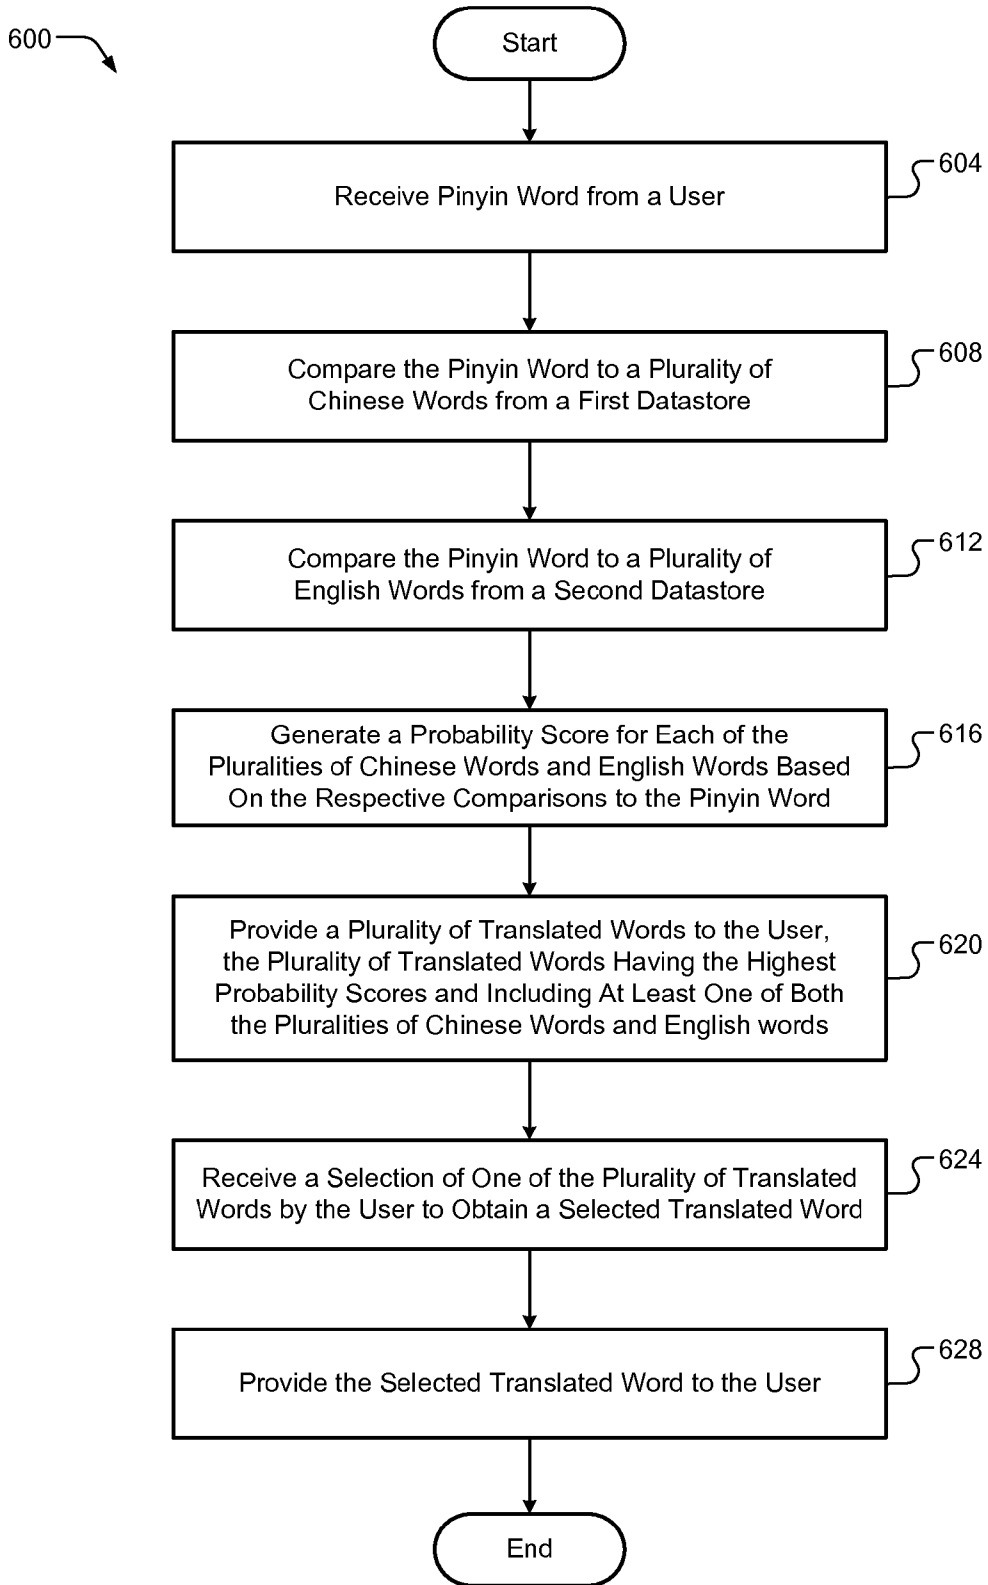 600
Start
Receive Pinyin Word from a User
604
Compare the Pinyin Word to a Plurality of
Chinese Words from a First Datastore
608
Compare the Pinyin Word to a Plurality of
English Words from a Second Datastore
612
Generate a Probability Score for Each of the
Pluralities of Chinese Words and English Words Based
On the Respective Comparisons to the Pinyin Word
616
Provide a Plurality of Translated Words to the User,
the Plurality of Translated Words Having the Highest
Probability Scores and Including At Least One of Both
the Pluralities of Chinese Words and English words
620
Receive a Selection of One of the Plurality of Translated
Words by the User to Obtain a Selected Translated Word
624
Provide the Selected Translated Word to the User
628
End